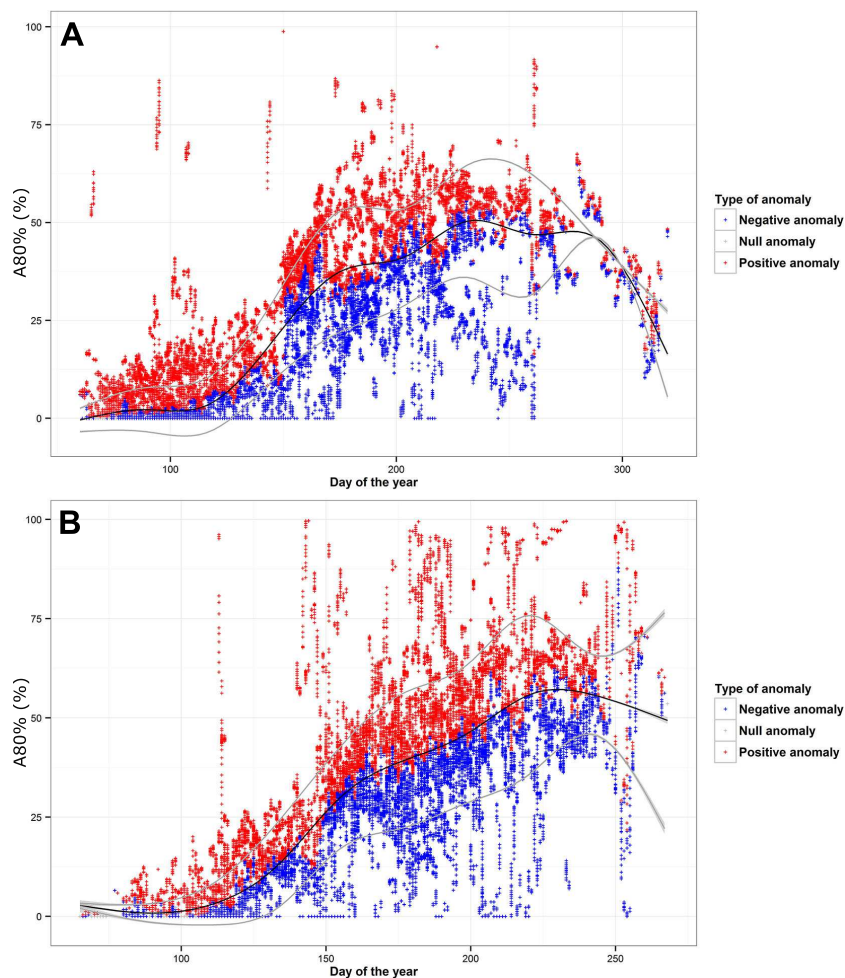 A
100
75
50
25
0
A80% (%)
100
200
300
Day of the year
Type of anomaly
Negative anomaly
Null anomaly
Positive anomaly
B
100
75
50
25
0
A80% (%)
100
150
200
250
Day of the year
Type of anomaly
Negative anomaly
Null anomaly
Positive anomaly